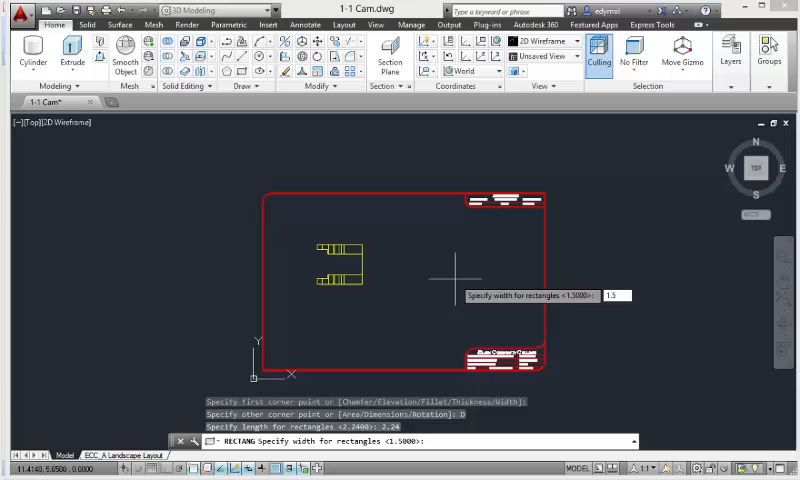 3D Modeling
1-1 Cam.dwg
Type a keyword or phrase
edymol
Home Solid Surface Mesh Render Parametric Insert Annotate Layout View Manage Output Plug-ins Autodesk 360 Featured Apps Express Tools
Cylinder Extrude Smooth Object Section Plane
2D Wireframe
Unsaved View
World
Culling No Filter Move Gizmo Layers Groups
Modeling Mesh Solid Editing Draw Modify Section Coordinates View Selection
1-1 Cam*
[−][Top][2D Wireframe]
N
W TOP E
S
WCS
Specify width for rectangles <1.5000>: 1.5
Y
X
Specify first corner point or [Chamfer/Elevation/Fillet/Thickness/Width]:
Specify other corner point or [Area/Dimensions/Rotation]: D
Specify length for rectangles <2.2400>: 2.24
RECTANG Specify width for rectangles <1.5000>:
Model ECC_A Landscape Layout
11.4140, 5.6500, 0.0000
MODEL
1:1